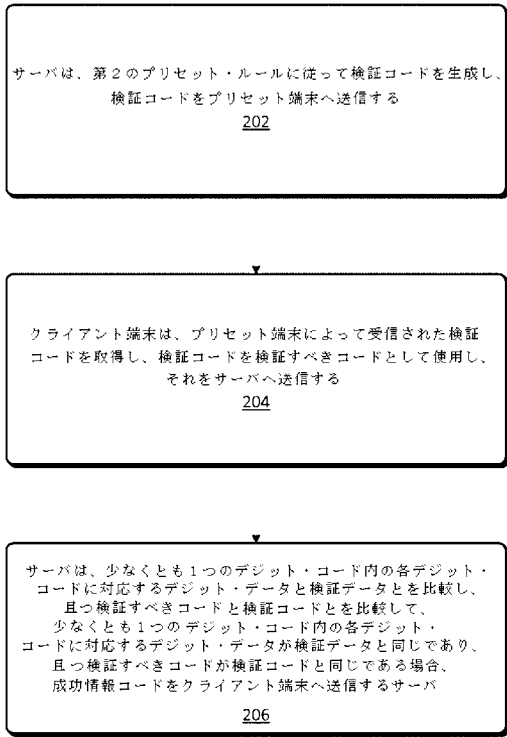 サーバは、第２のプリセット・ルールに従って検証コードを生成し、
検証コードをプリセット端末へ送信する
202
クライアント端末は、プリセット端末によって受信された検証
コードを取得し、検証コードを検証すべきコードとして使用し、
それをサーバへ送信する
204
サーバは、少なくとも１つのデジット・コード内の各デジット・
コードに対応するデジット・データと検証データとを比較し、
且つ検証すべきコードと検証コードとを比較して、
少なくとも１つのデジット・コード内の各デジット・
コードに対応するデジット・データが検証データと同じであり、
且つ検証すべきコードが検証コードと同じである場合、
成功情報コードをクライアント端末へ送信するサーバ
206